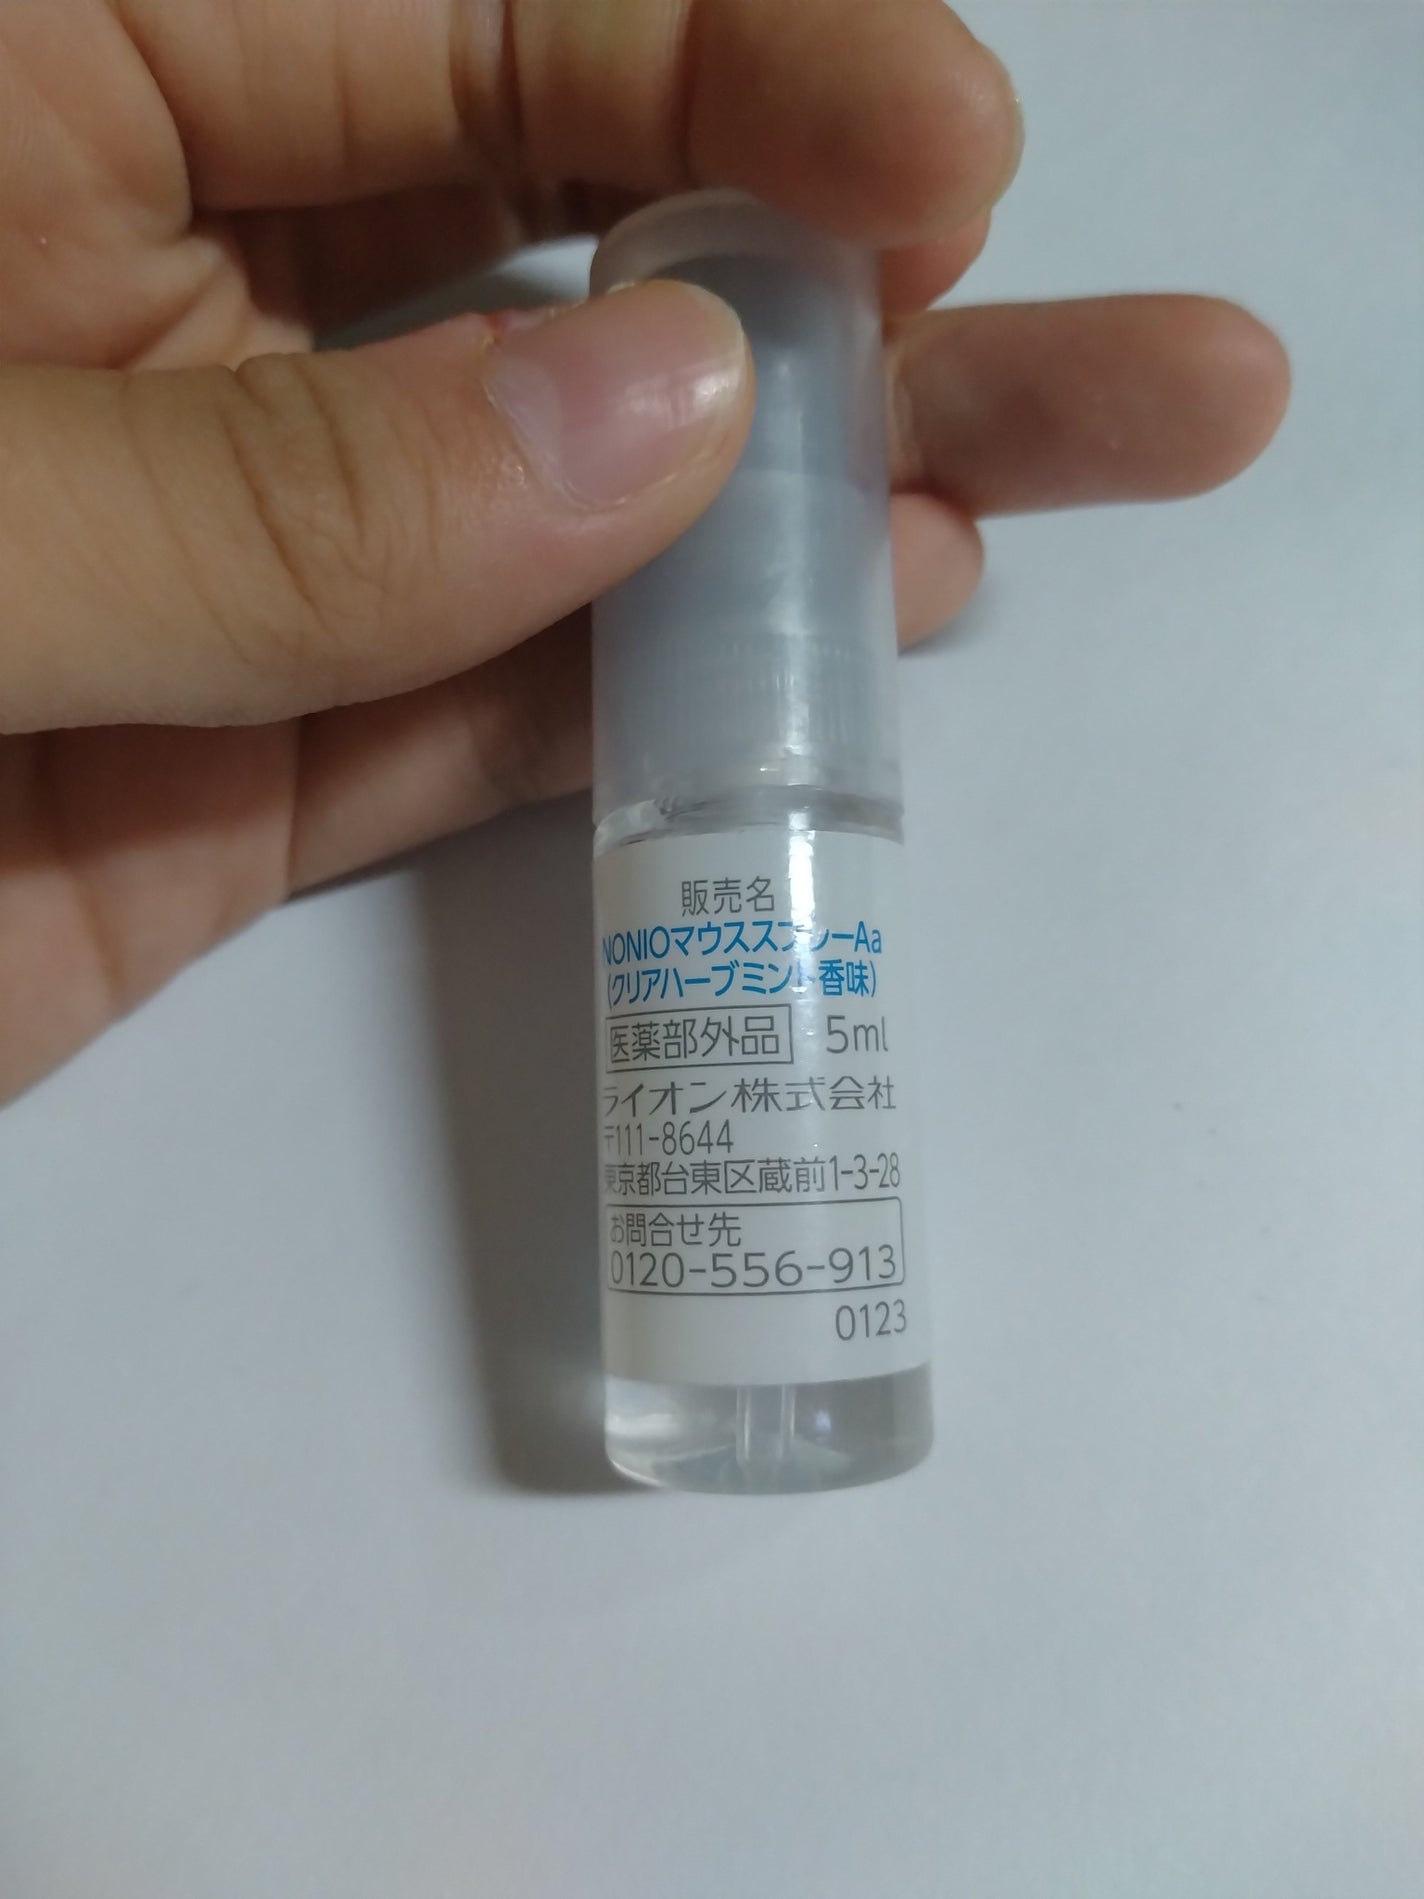 販売名
NONIOマウススプレーAa
(クリアハーブミント香味)
医薬部外品 5ml
ライオン株式会社
〒111-8644
東京都台東区蔵前1-3-28
お問合せ先
0120-556-913
0123